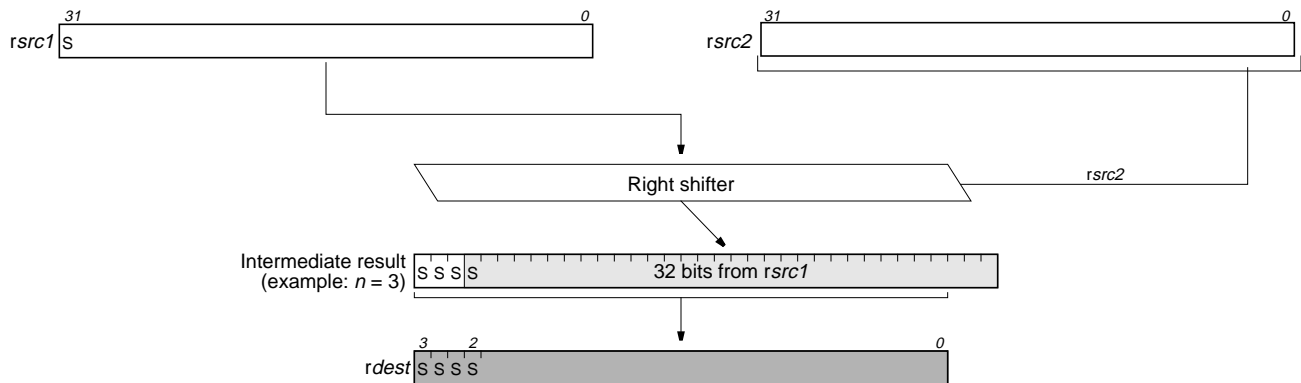 31 0
rsrc1 S
31 0
rsrc2
Right shifter
rsrc2
Intermediate result
(example: n = 3)
S S S S 32 bits from rsrc1
3 2 0
rdest S S S S